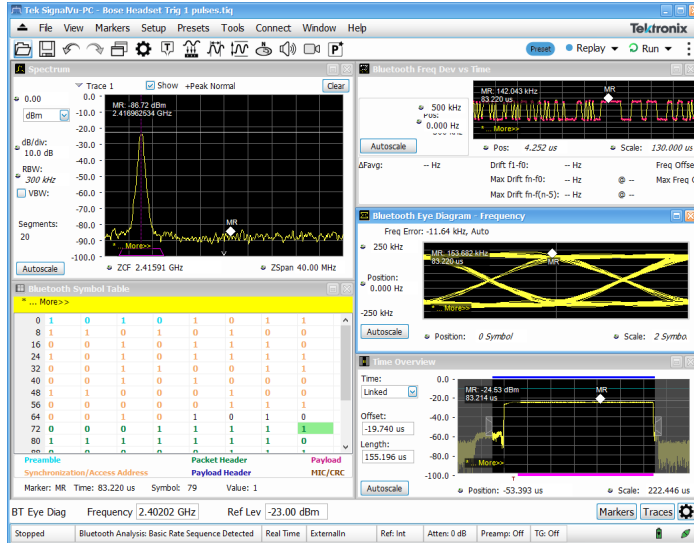 Tek SignalVu-PC - Bose Headset Trig 1 pulses.tiq
File View Markers Setup Presets Tools Connect Window Help
Tektronix
Preset Replay Run
Spectrum
Trace 1 Show +Peak Normal Clear
0.00
dBm
dB/div:
10.0 dB
RBW:
300 kHz
VBW:
Segments:
20
Autoscale
0.0
-10.0
-20.0
-30.0
-40.0
-50.0
-60.0
-70.0
-80.0
-90.0
-100.0
MR: -86.72 dBm
2.416962534 GHz
MR
* ... More>>
ZCF 2.41591 GHz
ZSpan 40.00 MHz
Bluetooth Freq Dev vs Time
500 kHz
Pos:
0.000 Hz
Autoscale
MR: 142.043 kHz
83.220 us
MR
* ... More>>
Pos: 4.252 us
Scale: 130.000 us
ΔFavg: -- Hz Drift f1-f0: -- Hz Freq Offse
Max Drift fn-f0: -- Hz @ -- Max Freq
Max Drift fn-f(n-5): -- Hz @ --
Bluetooth Eye Diagram - Frequency
Freq Error: -11.64 kHz, Auto
250 kHz
Position:
0.000 Hz
-250 kHz
Autoscale
MR: 153.682 kHz
83.220 us
MR
* ... More>>
Position: 0 Symbol
Scale: 2 Symbo
Bluetooth Symbol Table
* ... More>>
0 1 0 1 0 1 0 1 1
8 1 1 0 1 0 1 0 0
16 0 0 1 0 1 1 1 1
24 1 0 1 0 1 1 1 1
32 0 0 1 0 1 1 1 0
40 0 0 1 0 1 0 0 0
48 1 1 0 0 0 0 1 1
56 0 0 0 0 0 1 1 1
64 0 0 1 0 1 0 1 0
72 0 0 0 1 1 1 1 1
80 1 1 1 1 1 1 1 0
Preamble Packet Header Payload
Synchronization/Access Address Payload Header MIC/CRC
Marker: MR Time: 83.220 us Symbol: 79 Value: 1
Time Overview
Time:
Linked
Offset:
-19.740 us
Length:
155.196 us
Autoscale
0.0
-20.0
-40.0
-60.0
-80.0
-100.0
MR: -24.53 dBm
83.214 us
MR
* ... More>>
T
Position: -53.393 us
Scale: 222.446 us
BT Eye Diag Frequency 2.40202 GHz Ref Lev -23.00 dBm Markers Traces
Stopped Bluetooth Analysis: Basic Rate Sequence Detected Real Time ExternalIn Ref: Int Atten: 0 dB Preamp: Off TG: Off